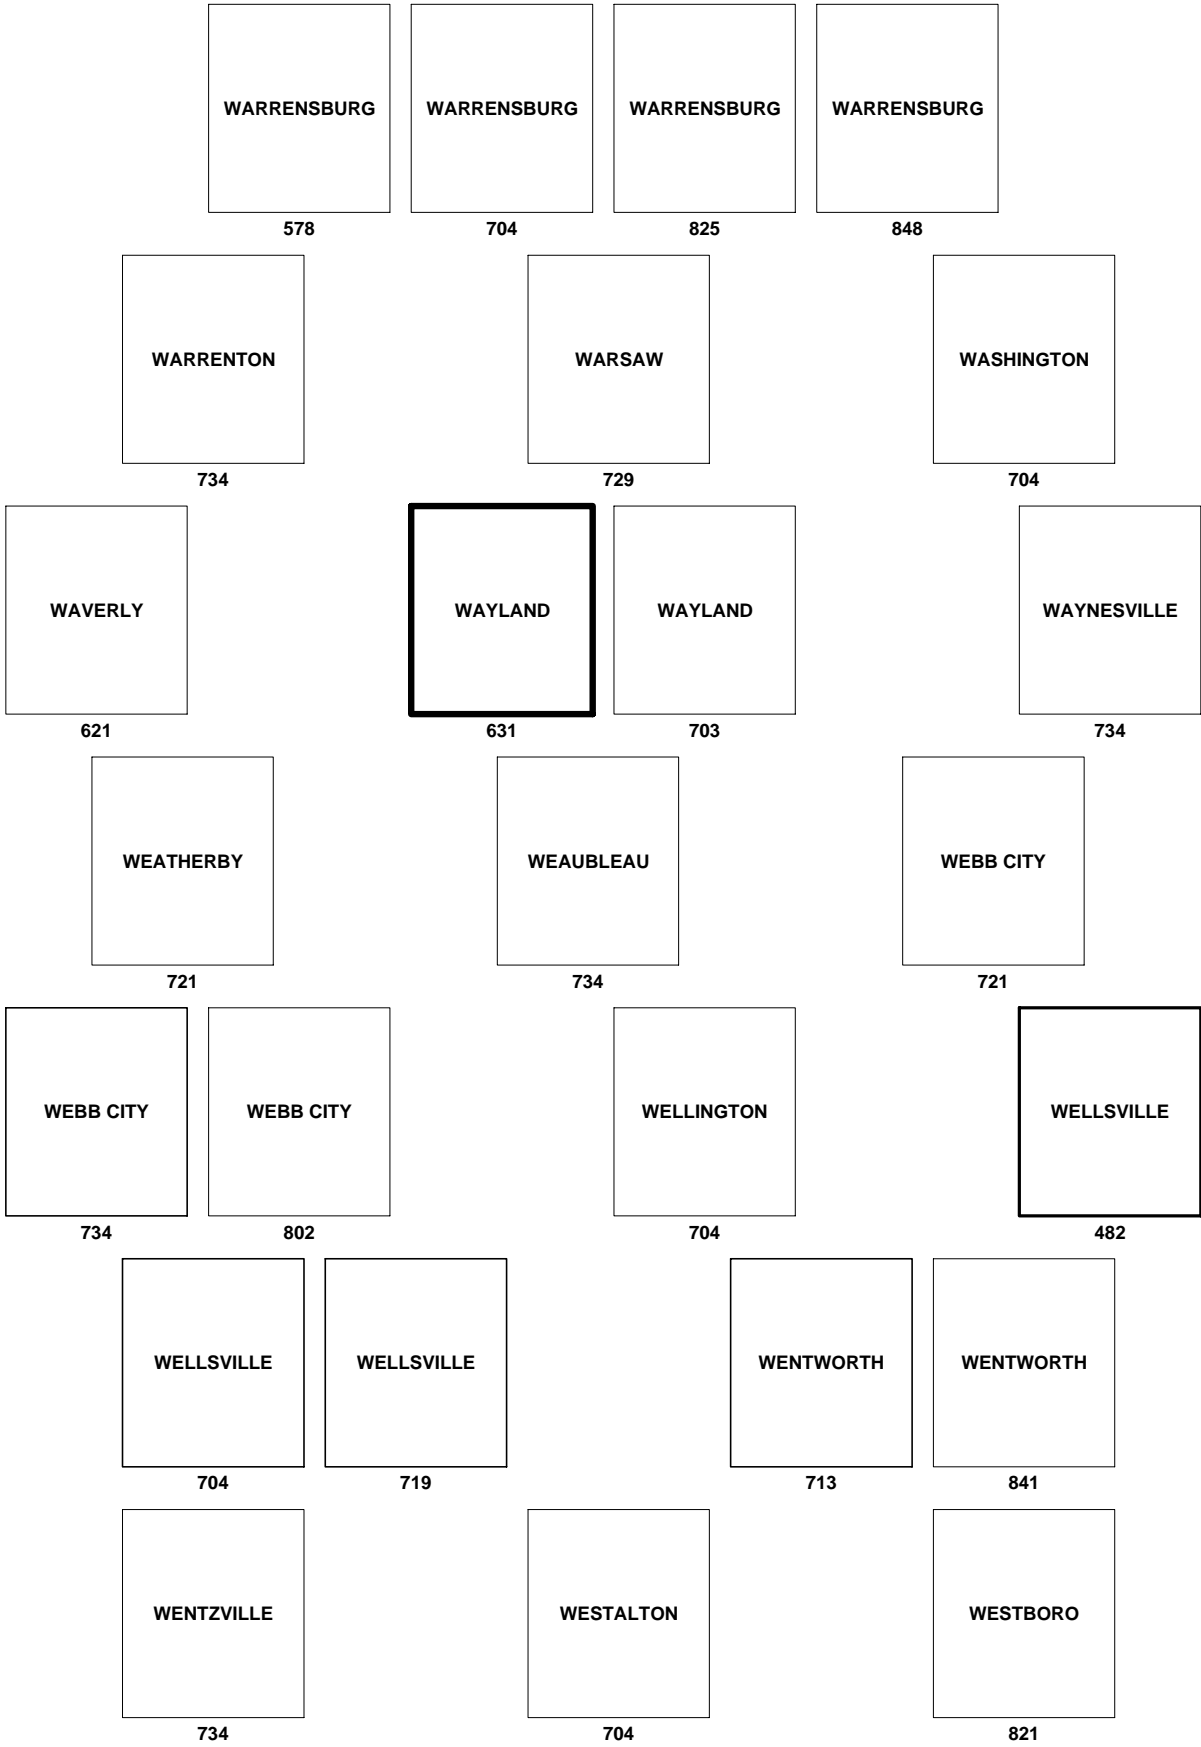 WARRENSBURG WARRENSBURG WARRENSBURG WARRENSBURG
578 704 825 848
WARRENTON WARSAW WASHINGTON
734 729 704
WAVERLY WAYLAND WAYLAND WAYNESVILLE
621 631 703 734
WEATHERBY WEAUBLEAU WEBB CITY
721 734 721
WEBB CITY WEBB CITY WELLINGTON WELLSVILLE
734 802 704 482
WELLSVILLE WELLSVILLE WENTWORTH WENTWORTH
704 719 713 841
WENTZVILLE WESTALTON WESTBORO
734 704 821